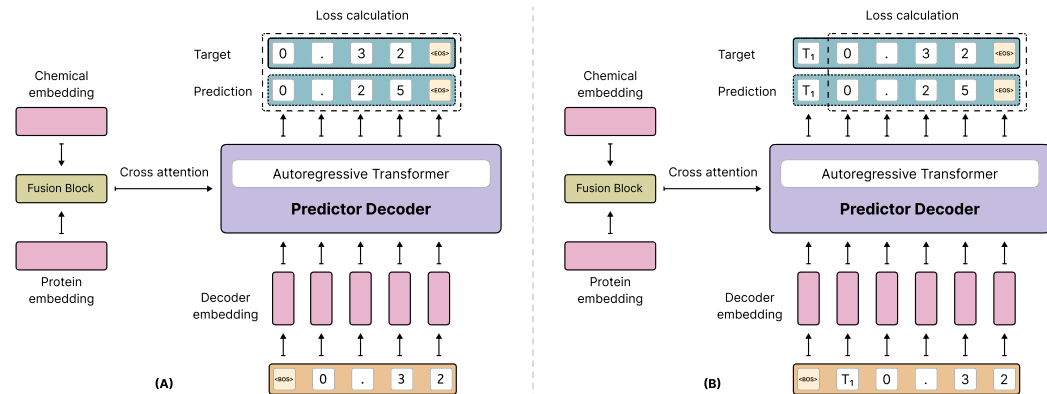 Loss calculation
Target
0 . 3 2 <EOS>
Prediction
0 . 2 5 <EOS>
Chemical
embedding
Fusion Block
Cross attention
Autoregressive Transformer
Predictor Decoder
Protein
embedding
Decoder
embedding
<BOS> 0 . 3 2
(A)
Loss calculation
Target
T₁ 0 . 3 2 <EOS>
Prediction
T₁ 0 . 2 5 <EOS>
Chemical
embedding
Fusion Block
Cross attention
Autoregressive Transformer
Predictor Decoder
Protein
embedding
Decoder
embedding
<BOS> T₁ 0 . 3 2
(B)